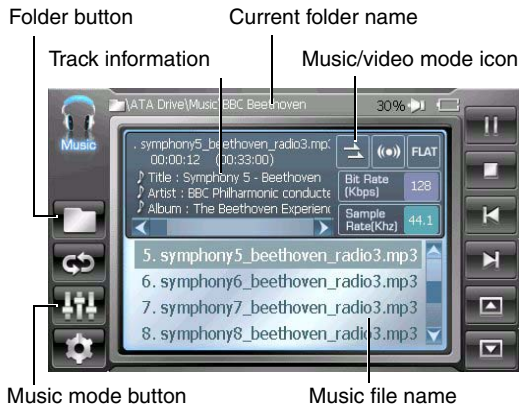 Folder button
Current folder name
Track information
Music/video mode icon
\ATA Drive\Music\BBC Beethoven
30%
Music
. symphony5_beethoven_radio3.mp3
00:00:12 (00:33:00)
FLAT
Title : Symphony 5 - Beethoven
Artist : BBC Philharmonic conducte
Album : The Beethoven Experienc
Bit Rate (Kbps)
128
Sample Rate(Khz)
44.1
5. symphony5_beethoven_radio3.mp3
6. symphony6_beethoven_radio3.mp3
7. symphony7_beethoven_radio3.mp3
8. symphony8_beethoven_radio3.mp3
Music mode button
Music file name